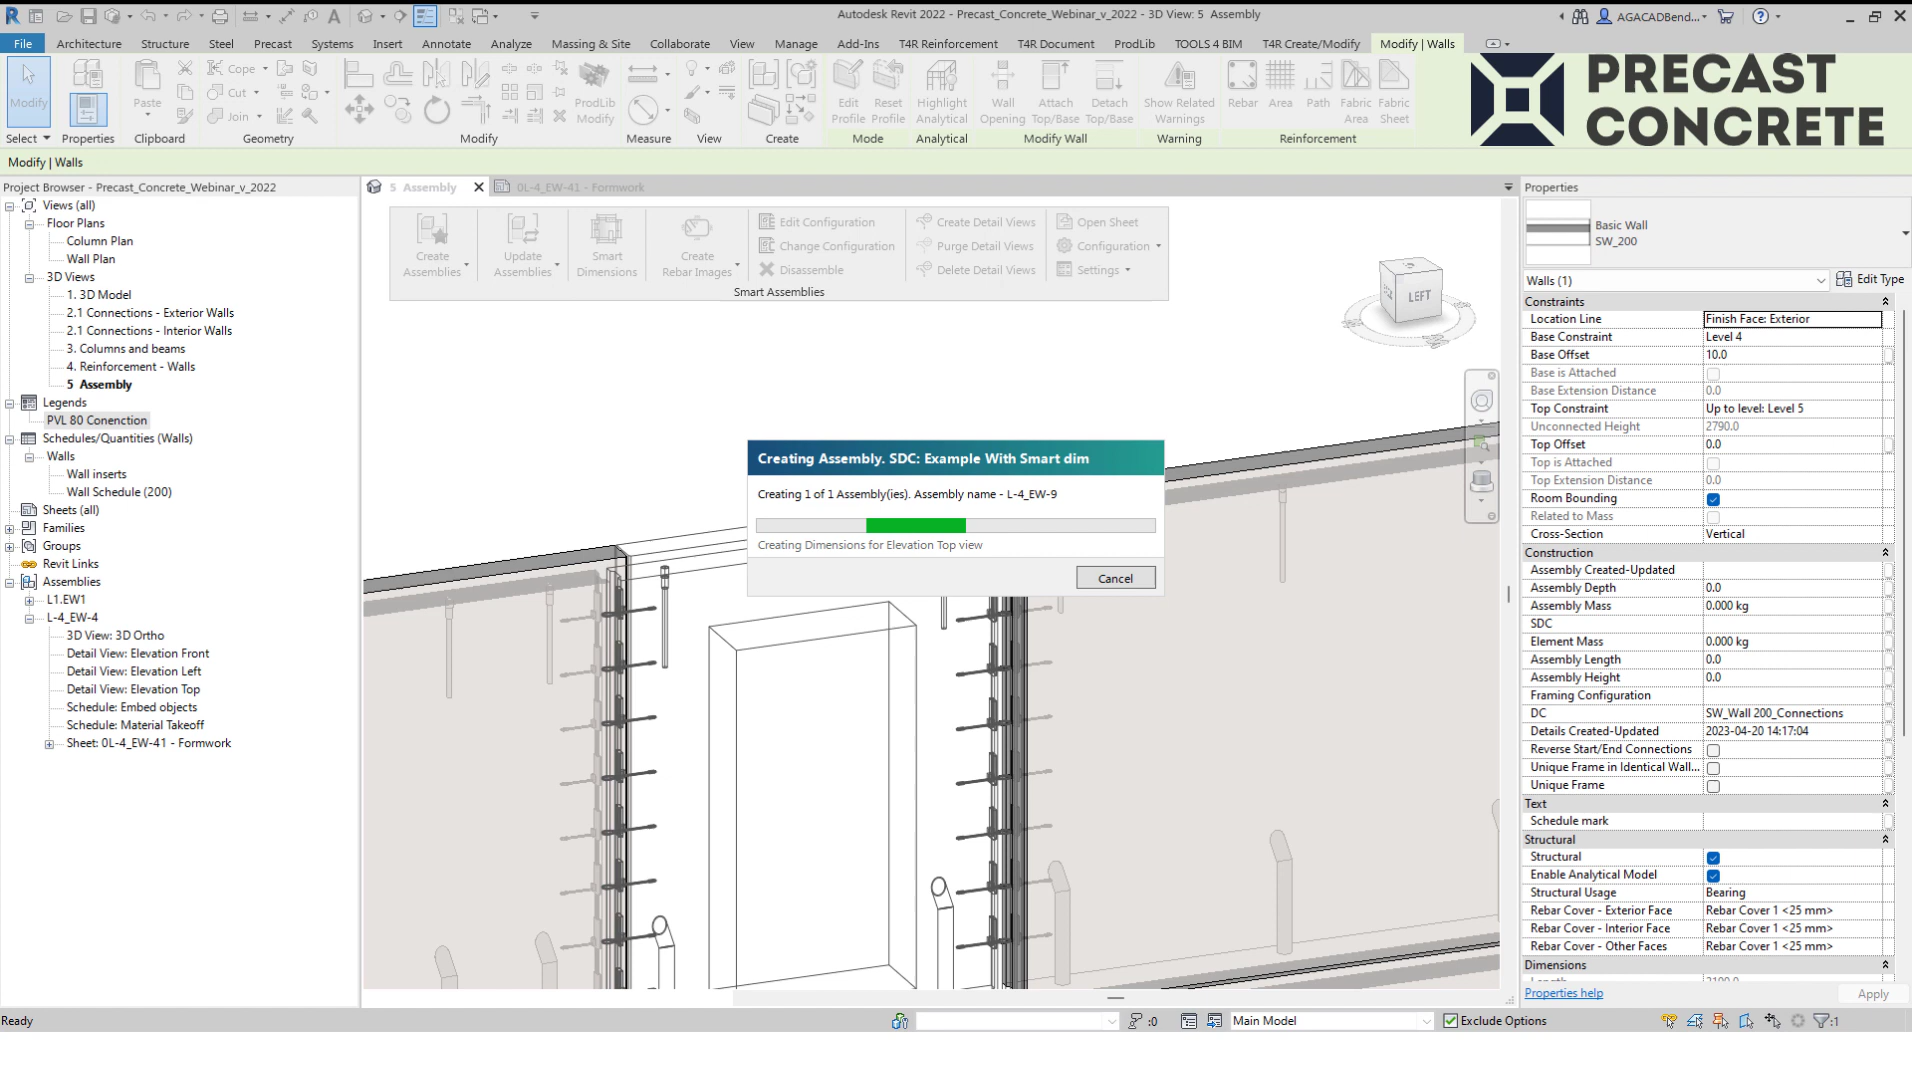 Autodesk Revit 2022 - Precast_Concrete_Webinar_v_2022 - 3D View: 5 Assembly
AGACADBend...
File Architecture Structure Steel Precast Systems Insert Annotate Analyze Massing & Site Collaborate View Manage Add-Ins T4R Reinforcement T4R Document ProdLib TOOLS 4 BIM T4R Create/Modify Modify | Walls
Modify
Paste
Cope
Cut
Join
ProdLib
Modify
Edit
Profile
Reset
Profile
Highlight
Analytical
Wall
Opening
Attach
Top/Base
Detach
Top/Base
Show Related
Warnings
Rebar
Area
Path
Fabric
Area
Fabric
Sheet
PRECAST
CONCRETE
Select Properties Clipboard Geometry Modify Measure View Create Mode Analytical Modify Wall Warning Reinforcement
Modify | Walls
Project Browser - Precast_Concrete_Webinar_v_2022
Views (all)
Floor Plans
Column Plan
Wall Plan
3D Views
1. 3D Model
2.1 Connections - Exterior Walls
2.1 Connections - Interior Walls
3. Columns and beams
4. Reinforcement - Walls
5 Assembly
Legends
PVL 80 Conenction
Schedules/Quantities (Walls)
Walls
Wall inserts
Wall Schedule (200)
Sheets (all)
Families
Groups
Revit Links
Assemblies
L1.EW1
L-4_EW-4
3D View: 3D Ortho
Detail View: Elevation Front
Detail View: Elevation Left
Detail View: Elevation Top
Schedule: Embed objects
Schedule: Material Takeoff
Sheet: 0L-4_EW-41 - Formwork
5 Assembly
0L-4_EW-41 - Formwork
Create
Assemblies
Update
Assemblies
Smart
Dimensions
Create
Rebar Images
Edit Configuration
Change Configuration
Disassemble
Create Detail Views
Purge Detail Views
Delete Detail Views
Open Sheet
Configuration
Settings
Smart Assemblies
LEFT
Creating Assembly. SDC: Example With Smart dim
Creating 1 of 1 Assembly(ies). Assembly name - L-4_EW-9
Creating Dimensions for Elevation Top view
Cancel
Properties
Basic Wall
SW_200
Walls (1) Edit Type
Constraints
Location Line Finish Face: Exterior
Base Constraint Level 4
Base Offset 10.0
Base is Attached
Base Extension Distance 0.0
Top Constraint Up to level: Level 5
Unconnected Height 2790.0
Top Offset 0.0
Top is Attached
Top Extension Distance 0.0
Room Bounding
Related to Mass
Cross-Section Vertical
Construction
Assembly Created-Updated
Assembly Depth 0.0
Assembly Mass 0.000 kg
SDC
Element Mass 0.000 kg
Assembly Length 0.0
Assembly Height 0.0
Framing Configuration
DC SW_Wall 200_Connections
Details Created-Updated 2023-04-20 14:17:04
Reverse Start/End Connections
Unique Frame in Identical Wall...
Unique Frame
Text
Schedule mark
Structural
Structural
Enable Analytical Model
Structural Usage Bearing
Rebar Cover - Exterior Face Rebar Cover 1 <25 mm>
Rebar Cover - Interior Face Rebar Cover 1 <25 mm>
Rebar Cover - Other Faces Rebar Cover 1 <25 mm>
Dimensions
Properties help Apply
Ready
:0
Main Model
Exclude Options
:1